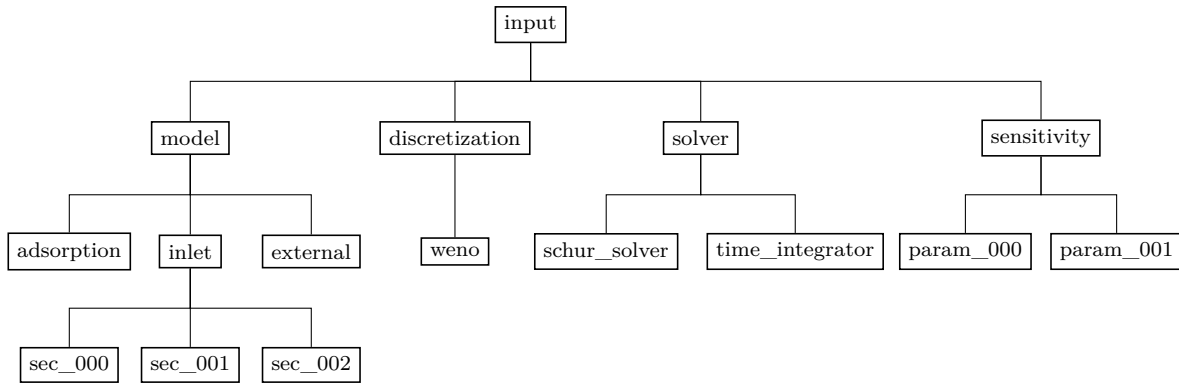 input
model
discretization
solver
sensitivity
adsorption
inlet
external
weno
schur_solver
time_integrator
param_000
param_001
sec_000
sec_001
sec_002